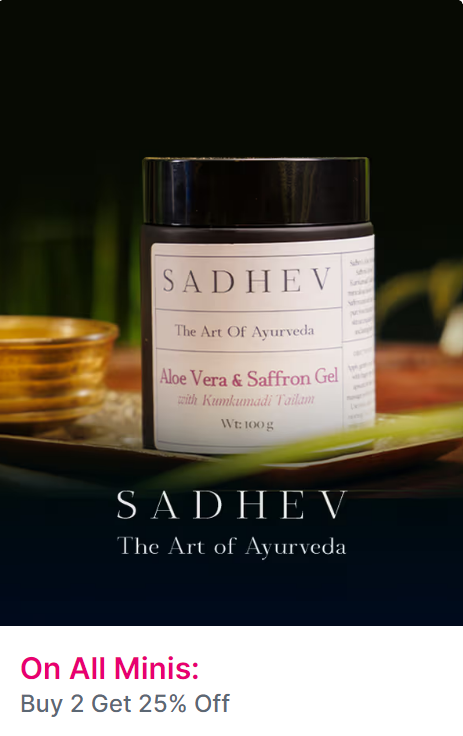 SADHEV
The Art Of Ayurveda
Aloe Vera & Saffron Gel
with Kumkumadi Tailam
Wt: 100 g
SADHEV
The Art of Ayurveda
On All Minis:
Buy 2 Get 25% Off